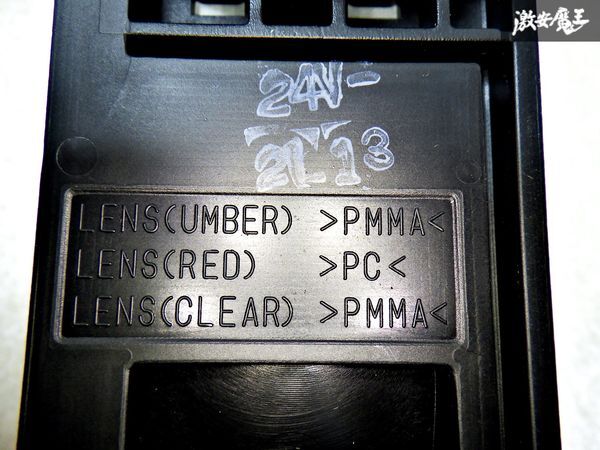 激安魔王
24V-
2L13
LENS(UMBER) >PMMA<
LENS(RED) >PC<
LENS(CLEAR) >PMMA<